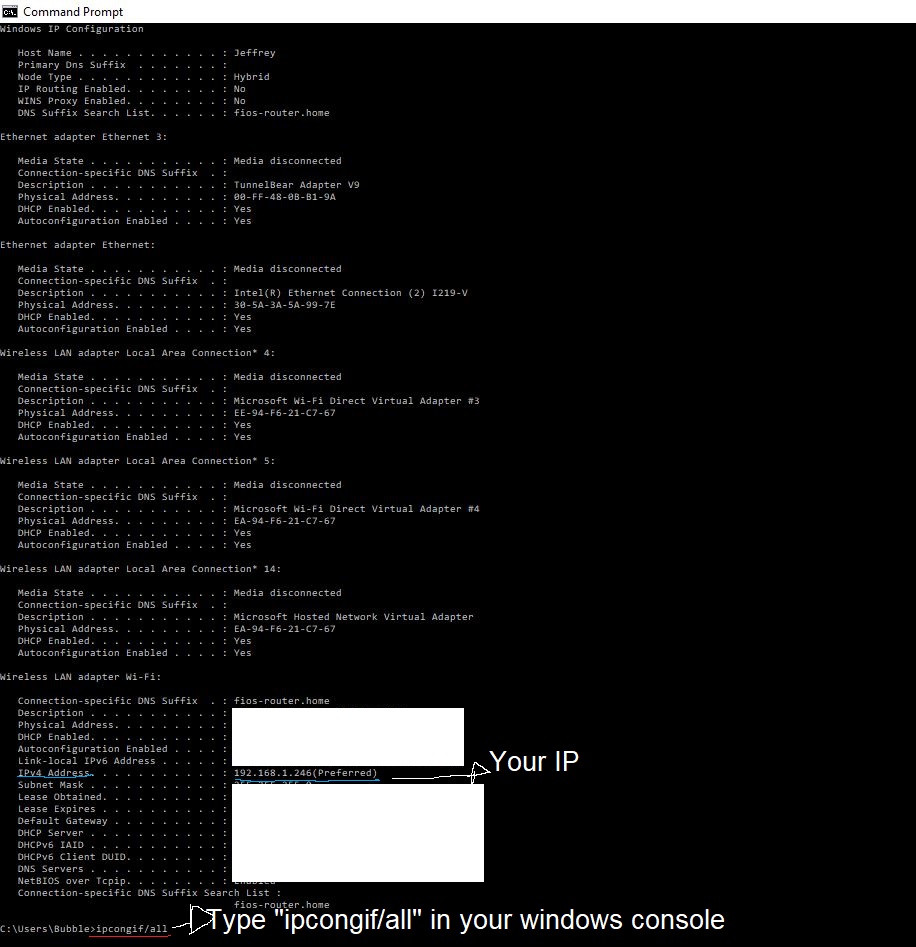 Command Prompt
Windows IP Configuration
Host Name . . . . . . . . . . . . : Jeffrey
Primary Dns Suffix . . . . . . . :
Node Type . . . . . . . . . . . . : Hybrid
IP Routing Enabled. . . . . . . . : No
WINS Proxy Enabled. . . . . . . . : No
DNS Suffix Search List. . . . . . : fios-router.home
Ethernet adapter Ethernet 3:
Media State . . . . . . . . . . . : Media disconnected
Connection-specific DNS Suffix . :
Description . . . . . . . . . . . : TunnelBear Adapter V9
Physical Address. . . . . . . . . : 00-FF-48-0B-B1-9A
DHCP Enabled. . . . . . . . . . . : Yes
Autoconfiguration Enabled . . . . : Yes
Ethernet adapter Ethernet:
Media State . . . . . . . . . . . : Media disconnected
Connection-specific DNS Suffix . :
Description . . . . . . . . . . . : Intel(R) Ethernet Connection (2) I219-V
Physical Address. . . . . . . . . : 30-5A-3A-5A-99-7E
DHCP Enabled. . . . . . . . . . . : Yes
Autoconfiguration Enabled . . . . : Yes
Wireless LAN adapter Local Area Connection* 4:
Media State . . . . . . . . . . . : Media disconnected
Connection-specific DNS Suffix . :
Description . . . . . . . . . . . : Microsoft Wi-Fi Direct Virtual Adapter #3
Physical Address. . . . . . . . . : EE-94-F6-21-C7-67
DHCP Enabled. . . . . . . . . . . : Yes
Autoconfiguration Enabled . . . . : Yes
Wireless LAN adapter Local Area Connection* 5:
Media State . . . . . . . . . . . : Media disconnected
Connection-specific DNS Suffix . :
Description . . . . . . . . . . . : Microsoft Wi-Fi Direct Virtual Adapter #4
Physical Address. . . . . . . . . : EA-94-F6-21-C7-67
DHCP Enabled. . . . . . . . . . . : Yes
Autoconfiguration Enabled . . . . : Yes
Wireless LAN adapter Local Area Connection* 14:
Media State . . . . . . . . . . . : Media disconnected
Connection-specific DNS Suffix . :
Description . . . . . . . . . . . : Microsoft Hosted Network Virtual Adapter
Physical Address. . . . . . . . . : EA-94-F6-21-C7-67
DHCP Enabled. . . . . . . . . . . : Yes
Autoconfiguration Enabled . . . . : Yes
Wireless LAN adapter Wi-Fi:
Connection-specific DNS Suffix . : fios-router.home
Description . . . . . . . . . . . :
Physical Address. . . . . . . . . :
DHCP Enabled. . . . . . . . . . . :
Autoconfiguration Enabled . . . . :
Link-local IPv6 Address . . . . . :
IPv4 Address. . . . . . . . . . . : 192.168.1.246(Preferred) Your IP
Subnet Mask . . . . . . . . . . . :
Lease Obtained. . . . . . . . . . :
Lease Expires . . . . . . . . . . :
Default Gateway . . . . . . . . . :
DHCP Server . . . . . . . . . . . :
DHCPv6 IAID . . . . . . . . . . . :
DHCPv6 Client DUID. . . . . . . . :
DNS Servers . . . . . . . . . . . :
NetBIOS over Tcpip. . . . . . . . :
Connection-specific DNS Suffix Search List :
fios-router.home
C:\Users\Bubble>ipcongif/all Type "ipcongif/all" in your windows console